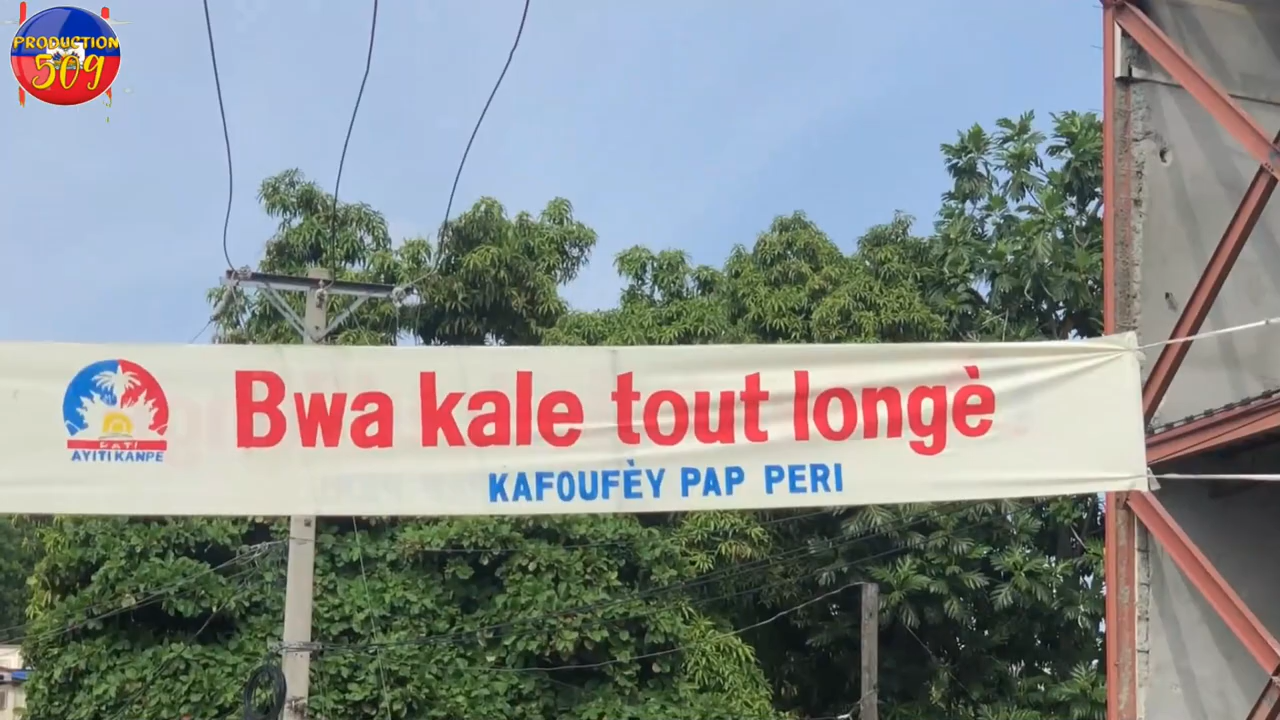 PRODUCTION
509
Bwa kale tout longè
KAFOUFÈY PAP PERI
PATI
AYITI KANPE